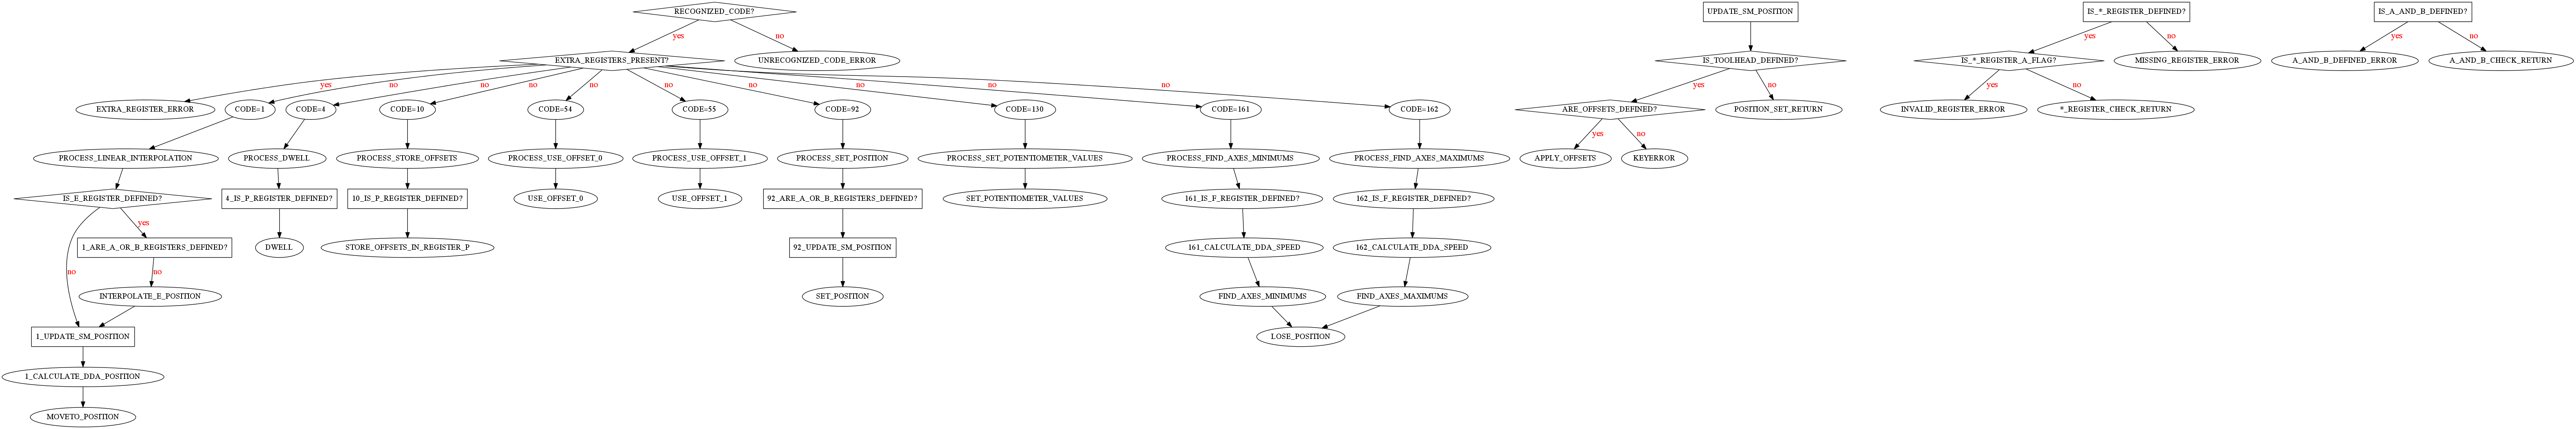 RECOGNIZED_CODE?
UPDATE_SM_POSITION
IS_*_REGISTER_DEFINED?
IS_A_AND_B_DEFINED?
yes
no
yes
no
yes
no
EXTRA_REGISTERS_PRESENT?
UNRECOGNIZED_CODE_ERROR
IS_TOOLHEAD_DEFINED?
IS_*_REGISTER_A_FLAG?
MISSING_REGISTER_ERROR
A_AND_B_DEFINED_ERROR
A_AND_B_CHECK_RETURN
yes
no
no
no
no
no
no
no
no
no
yes
no
yes
no
EXTRA_REGISTER_ERROR
CODE=1
CODE=4
CODE=10
CODE=54
CODE=55
CODE=92
CODE=130
CODE=161
CODE=162
ARE_OFFSETS_DEFINED?
POSITION_SET_RETURN
INVALID_REGISTER_ERROR
*_REGISTER_CHECK_RETURN
yes
no
PROCESS_LINEAR_INTERPOLATION
PROCESS_DWELL
PROCESS_STORE_OFFSETS
PROCESS_USE_OFFSET_0
PROCESS_USE_OFFSET_1
PROCESS_SET_POSITION
PROCESS_SET_POTENTIOMETER_VALUES
PROCESS_FIND_AXES_MINIMUMS
PROCESS_FIND_AXES_MAXIMUMS
APPLY_OFFSETS
KEYERROR
IS_E_REGISTER_DEFINED?
4_IS_P_REGISTER_DEFINED?
10_IS_P_REGISTER_DEFINED?
USE_OFFSET_0
USE_OFFSET_1
92_ARE_A_OR_B_REGISTERS_DEFINED?
SET_POTENTIOMETER_VALUES
161_IS_F_REGISTER_DEFINED?
162_IS_F_REGISTER_DEFINED?
yes
1_ARE_A_OR_B_REGISTERS_DEFINED?
DWELL
STORE_OFFSETS_IN_REGISTER_P
92_UPDATE_SM_POSITION
161_CALCULATE_DDA_SPEED
162_CALCULATE_DDA_SPEED
no
no
INTERPOLATE_E_POSITION
SET_POSITION
FIND_AXES_MINIMUMS
FIND_AXES_MAXIMUMS
1_UPDATE_SM_POSITION
LOSE_POSITION
1_CALCULATE_DDA_POSITION
MOVETO_POSITION